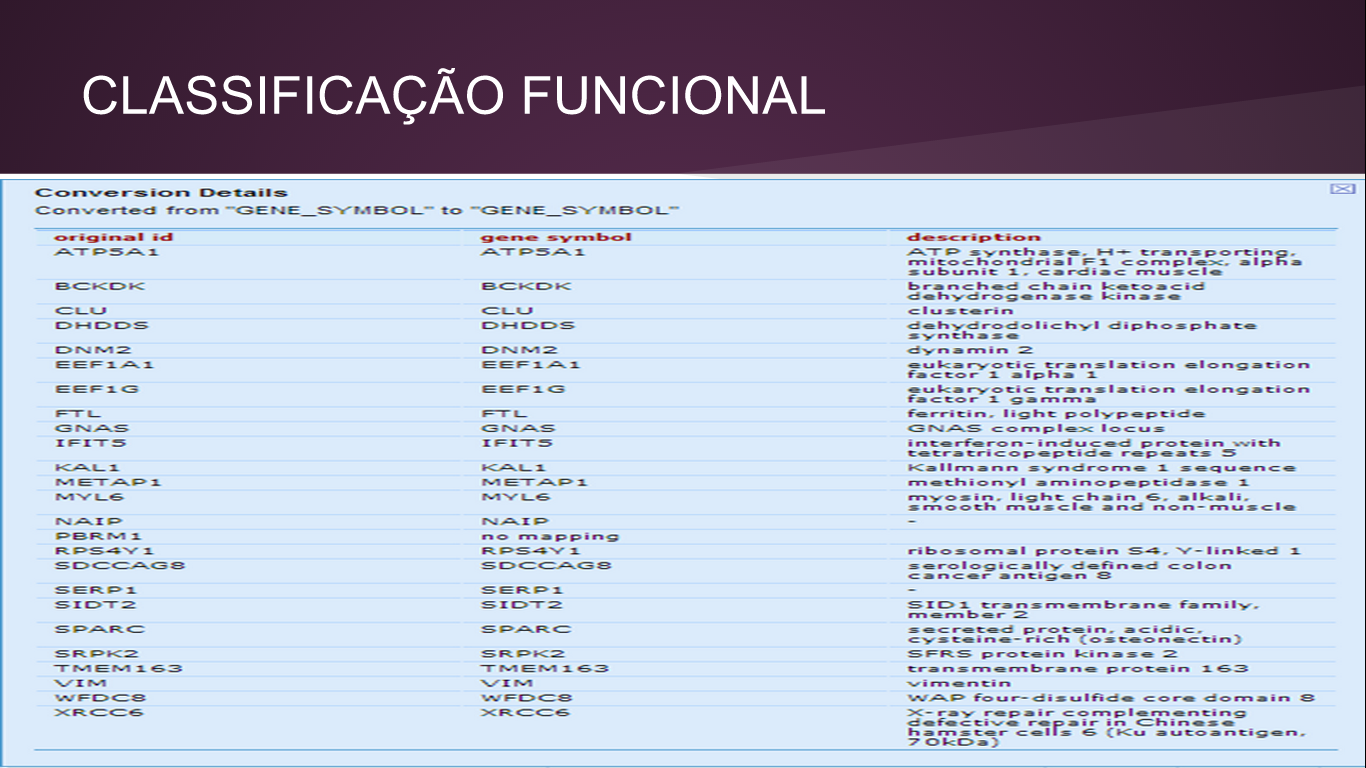 CLASSIFICAÇÃO FUNCIONAL
Conversion Details
Converted from "GENE_SYMBOL" to "GENE_SYMBOL"
original id gene symbol description
ATP5A1 ATP5A1 ATP synthase, H+ transporting,
mitochondrial F1 complex, alpha
subunit 1, cardiac muscle
BCKDK BCKDK branched chain ketoacid
dehydrogenase kinase
CLU CLU clusterin
DHDDS DHDDS dehydrodolichyl diphosphate
synthase
DNM2 DNM2 dynamin 2
EEF1A1 EEF1A1 eukaryotic translation elongation
factor 1 alpha 1
EEF1G EEF1G eukaryotic translation elongation
factor 1 gamma
FTL FTL ferritin, light polypeptide
GNAS GNAS GNAS complex locus
IFIT5 IFIT5 interferon-induced protein with
tetratricopeptide repeats 5
KAL1 KAL1 Kallmann syndrome 1 sequence
METAP1 METAP1 methionyl aminopeptidase 1
MYL6 MYL6 myosin, light chain 6, alkali,
smooth muscle and non-muscle
NAIP NAIP -
PBRM1 no mapping
RPS4Y1 RPS4Y1 ribosomal protein S4, Y-linked 1
SDCCAG8 SDCCAG8 serologically defined colon
cancer antigen 8
SERP1 SERP1 -
SIDT2 SIDT2 SID1 transmembrane family,
member 2
SPARC SPARC secreted protein, acidic,
cysteine-rich (osteonectin)
SRPK2 SRPK2 SFRS protein kinase 2
TMEM163 TMEM163 transmembrane protein 163
VIM VIM vimentin
WFDC8 WFDC8 WAP four-disulfide core domain 8
XRCC6 XRCC6 X-ray repair complementing
defective repair in Chinese
hamster cells 6 (Ku autoantigen,
70kDa)